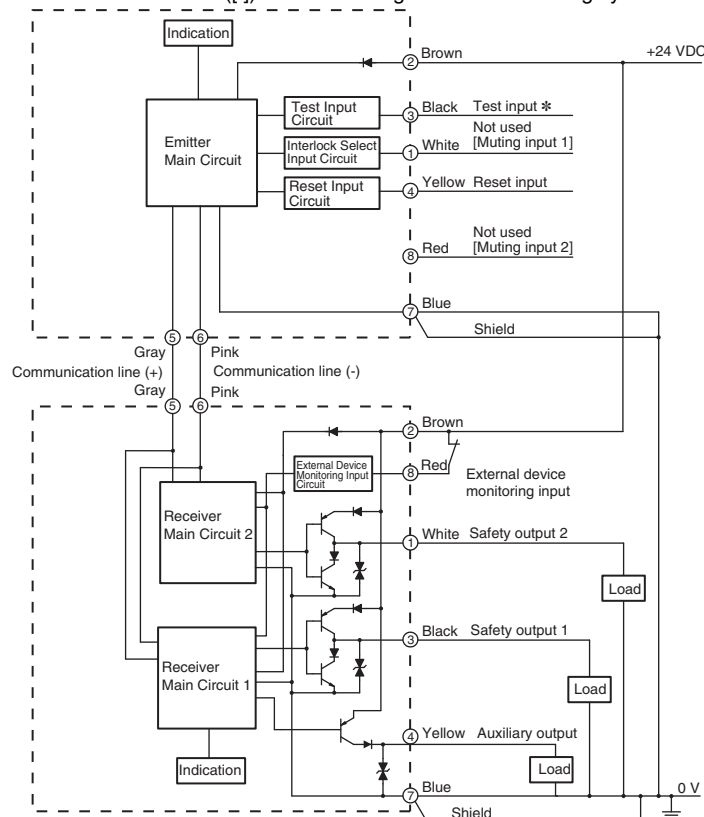 Indication
② Brown
+24 VDC
Test Input
Circuit
③ Black Test input *
Not used
Interlock Select
Input Circuit
① White [Muting input 1]
Emitter
Main Circuit
Reset Input
Circuit
④ Yellow Reset input
Not used
⑧ Red [Muting input 2]
⑦ Blue
Shield
⑤ ⑥
Gray Pink
Communication line (+) Communication line (-)
Gray Pink
⑤ ⑥
② Brown
External Device
Monitoring Input
Circuit
⑧ Red
External device
monitoring input
Receiver
Main Circuit 2
① White Safety output 2
Load
③ Black Safety output 1
Receiver
Main Circuit 1
Load
④ Yellow Auxiliary output
Indication
Load
⑦ Blue
0 V
Shield